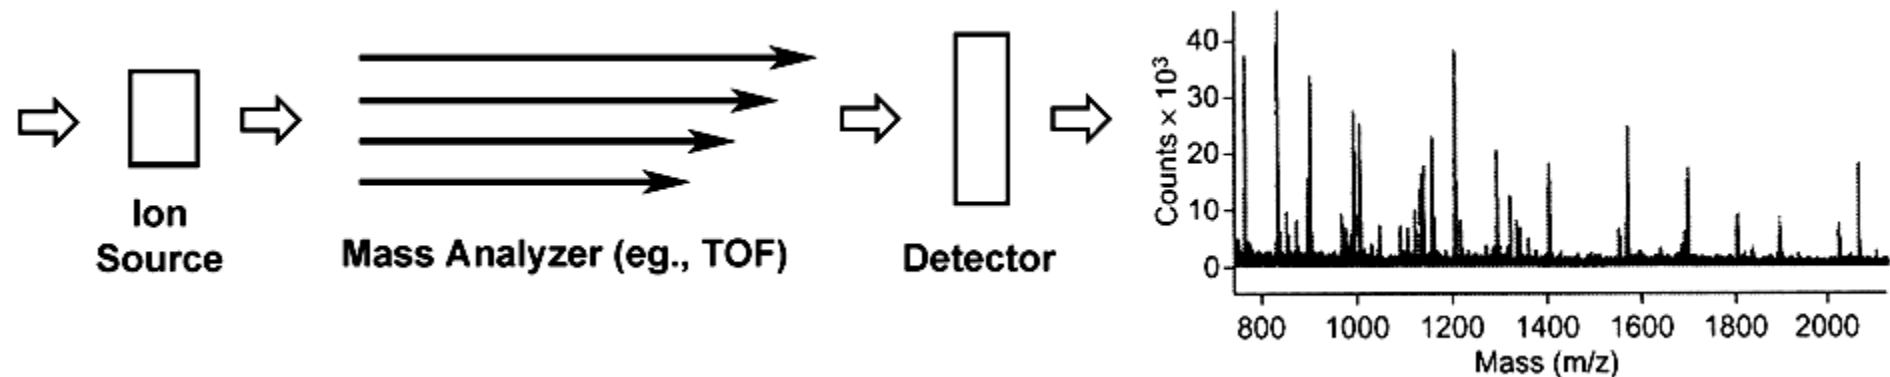 Ion
Source
Mass Analyzer (eg., TOF)
Detector
Counts × 10³
40
30
20
10
0
800 1000 1200 1400 1600 1800 2000
Mass (m/z)